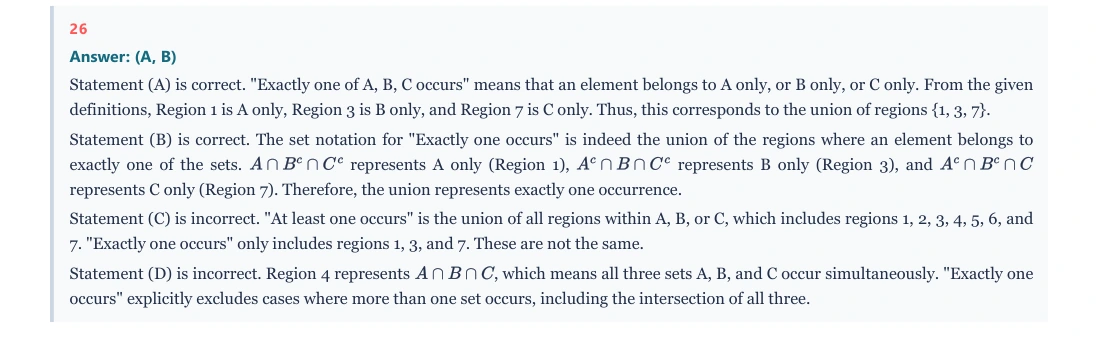 26
Answer: (A, B)
Statement (A) is correct. "Exactly one of A, B, C occurs" means that an element belongs to A only, or B only, or C only. From the given
definitions, Region 1 is A only, Region 3 is B only, and Region 7 is C only. Thus, this corresponds to the union of regions {1, 3, 7}.
Statement (B) is correct. The set notation for "Exactly one occurs" is indeed the union of the regions where an element belongs to
exactly one of the sets. A ∩ Bᶜ ∩ Cᶜ represents A only (Region 1), Aᶜ ∩ B ∩ Cᶜ represents B only (Region 3), and Aᶜ ∩ Bᶜ ∩ C
represents C only (Region 7). Therefore, the union represents exactly one occurrence.
Statement (C) is incorrect. "At least one occurs" is the union of all regions within A, B, or C, which includes regions 1, 2, 3, 4, 5, 6, and
7. "Exactly one occurs" only includes regions 1, 3, and 7. These are not the same.
Statement (D) is incorrect. Region 4 represents A ∩ B ∩ C, which means all three sets A, B, and C occur simultaneously. "Exactly one
occurs" explicitly excludes cases where more than one set occurs, including the intersection of all three.